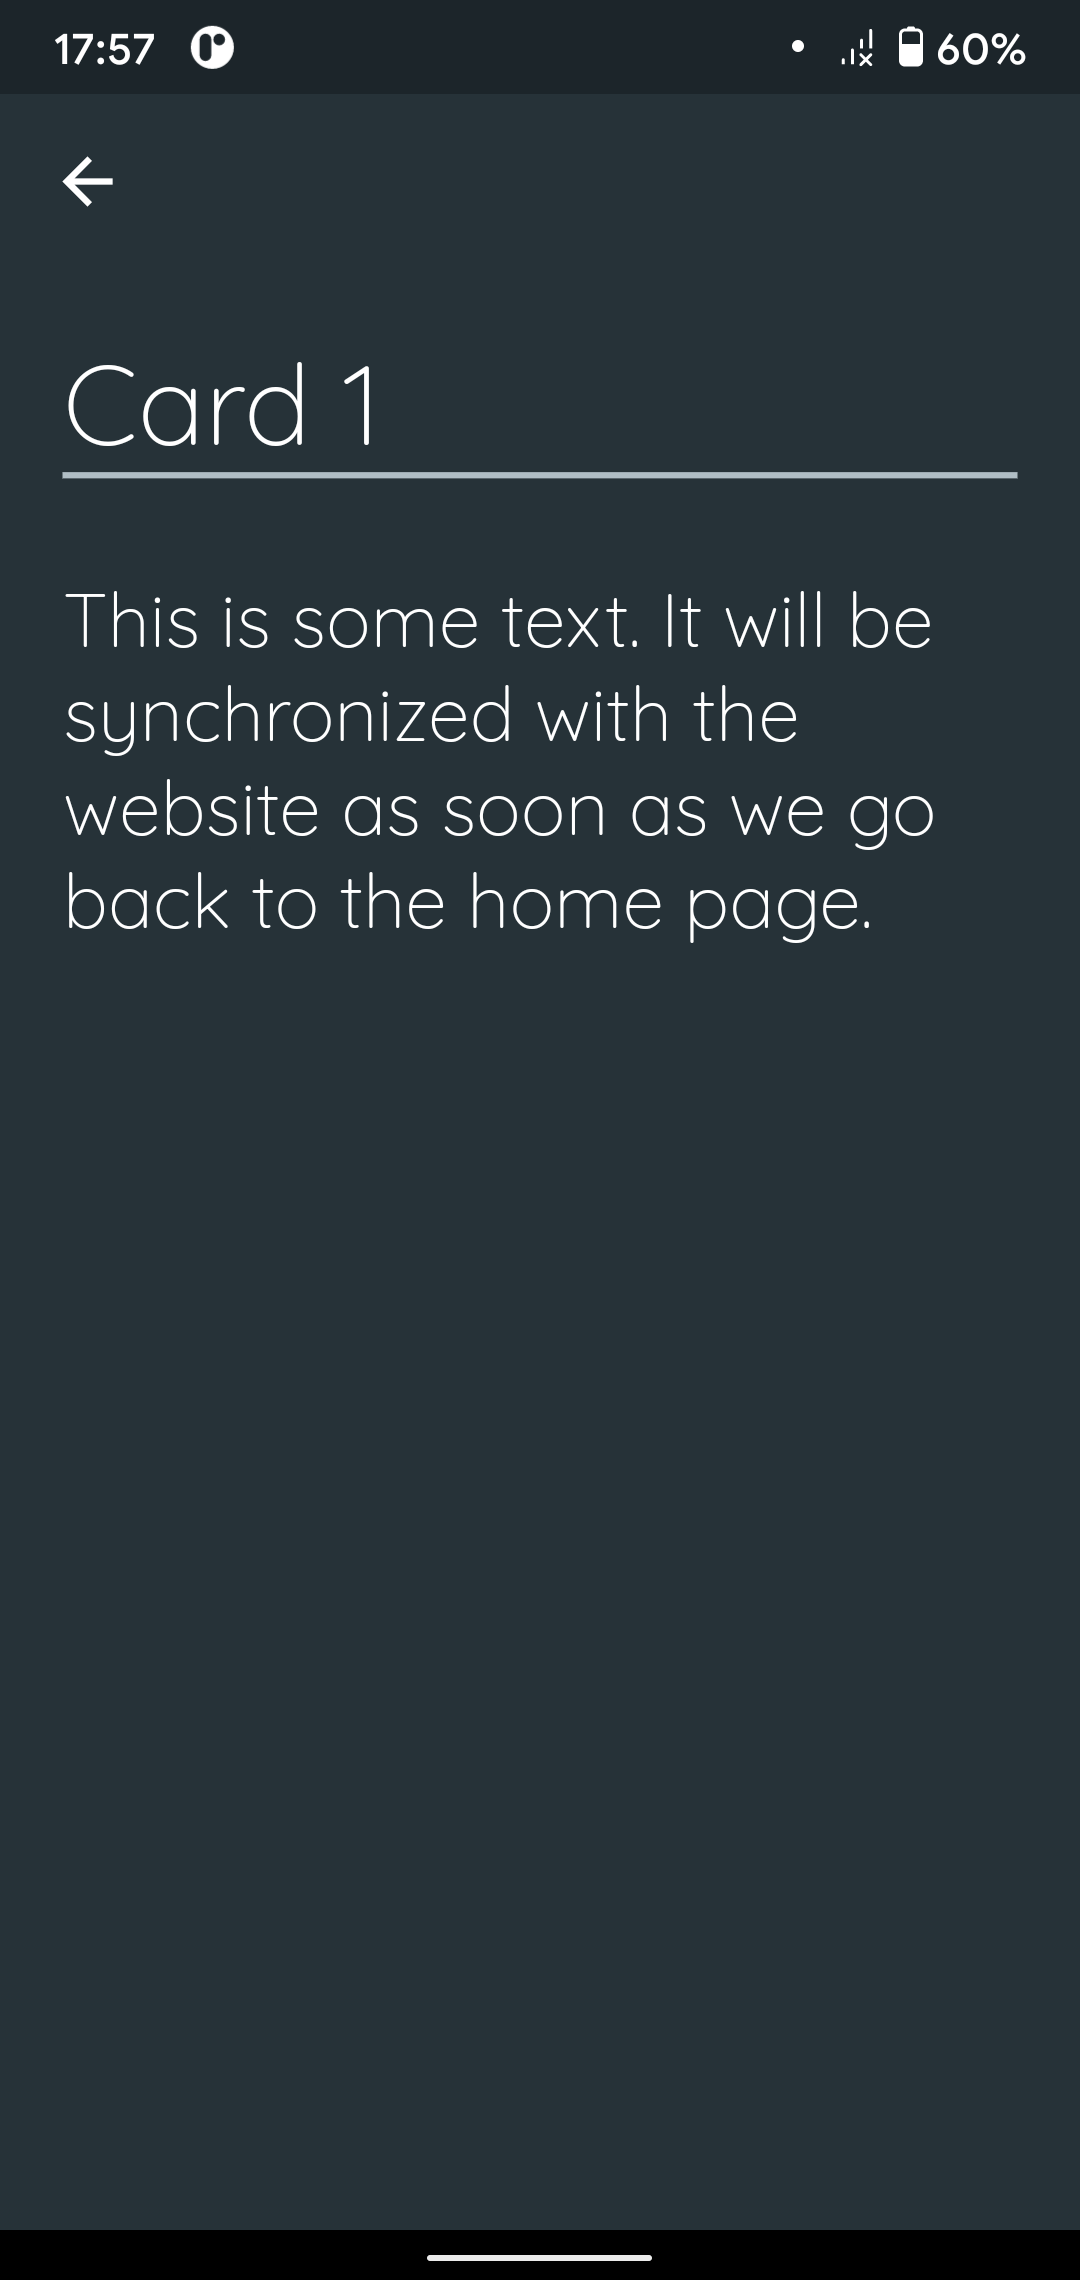 17:57 60%
Card 1
This is some text. It will be
synchronized with the
website as soon as we go
back to the home page.